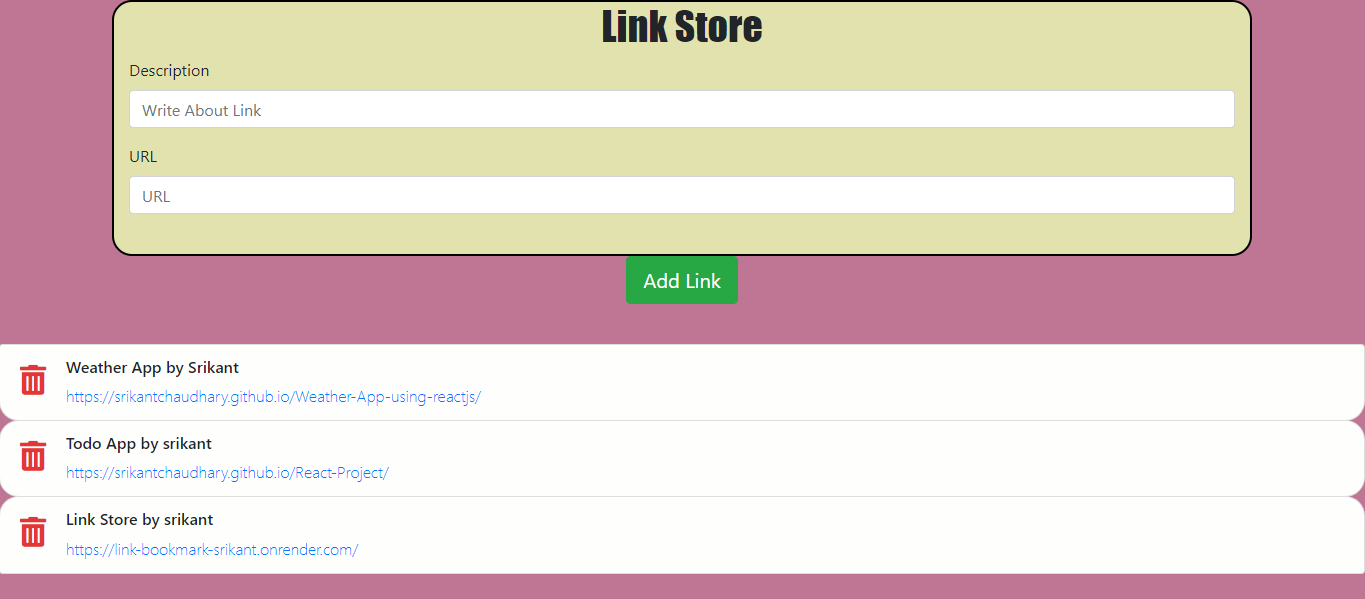 Link Store
Description
Write About Link
URL
URL
Add Link
Weather App by Srikant
https://srikantchaudhary.github.io/Weather-App-using-reactjs/
Todo App by srikant
https://srikantchaudhary.github.io/React-Project/
Link Store by srikant
https://link-bookmark-srikant.onrender.com/